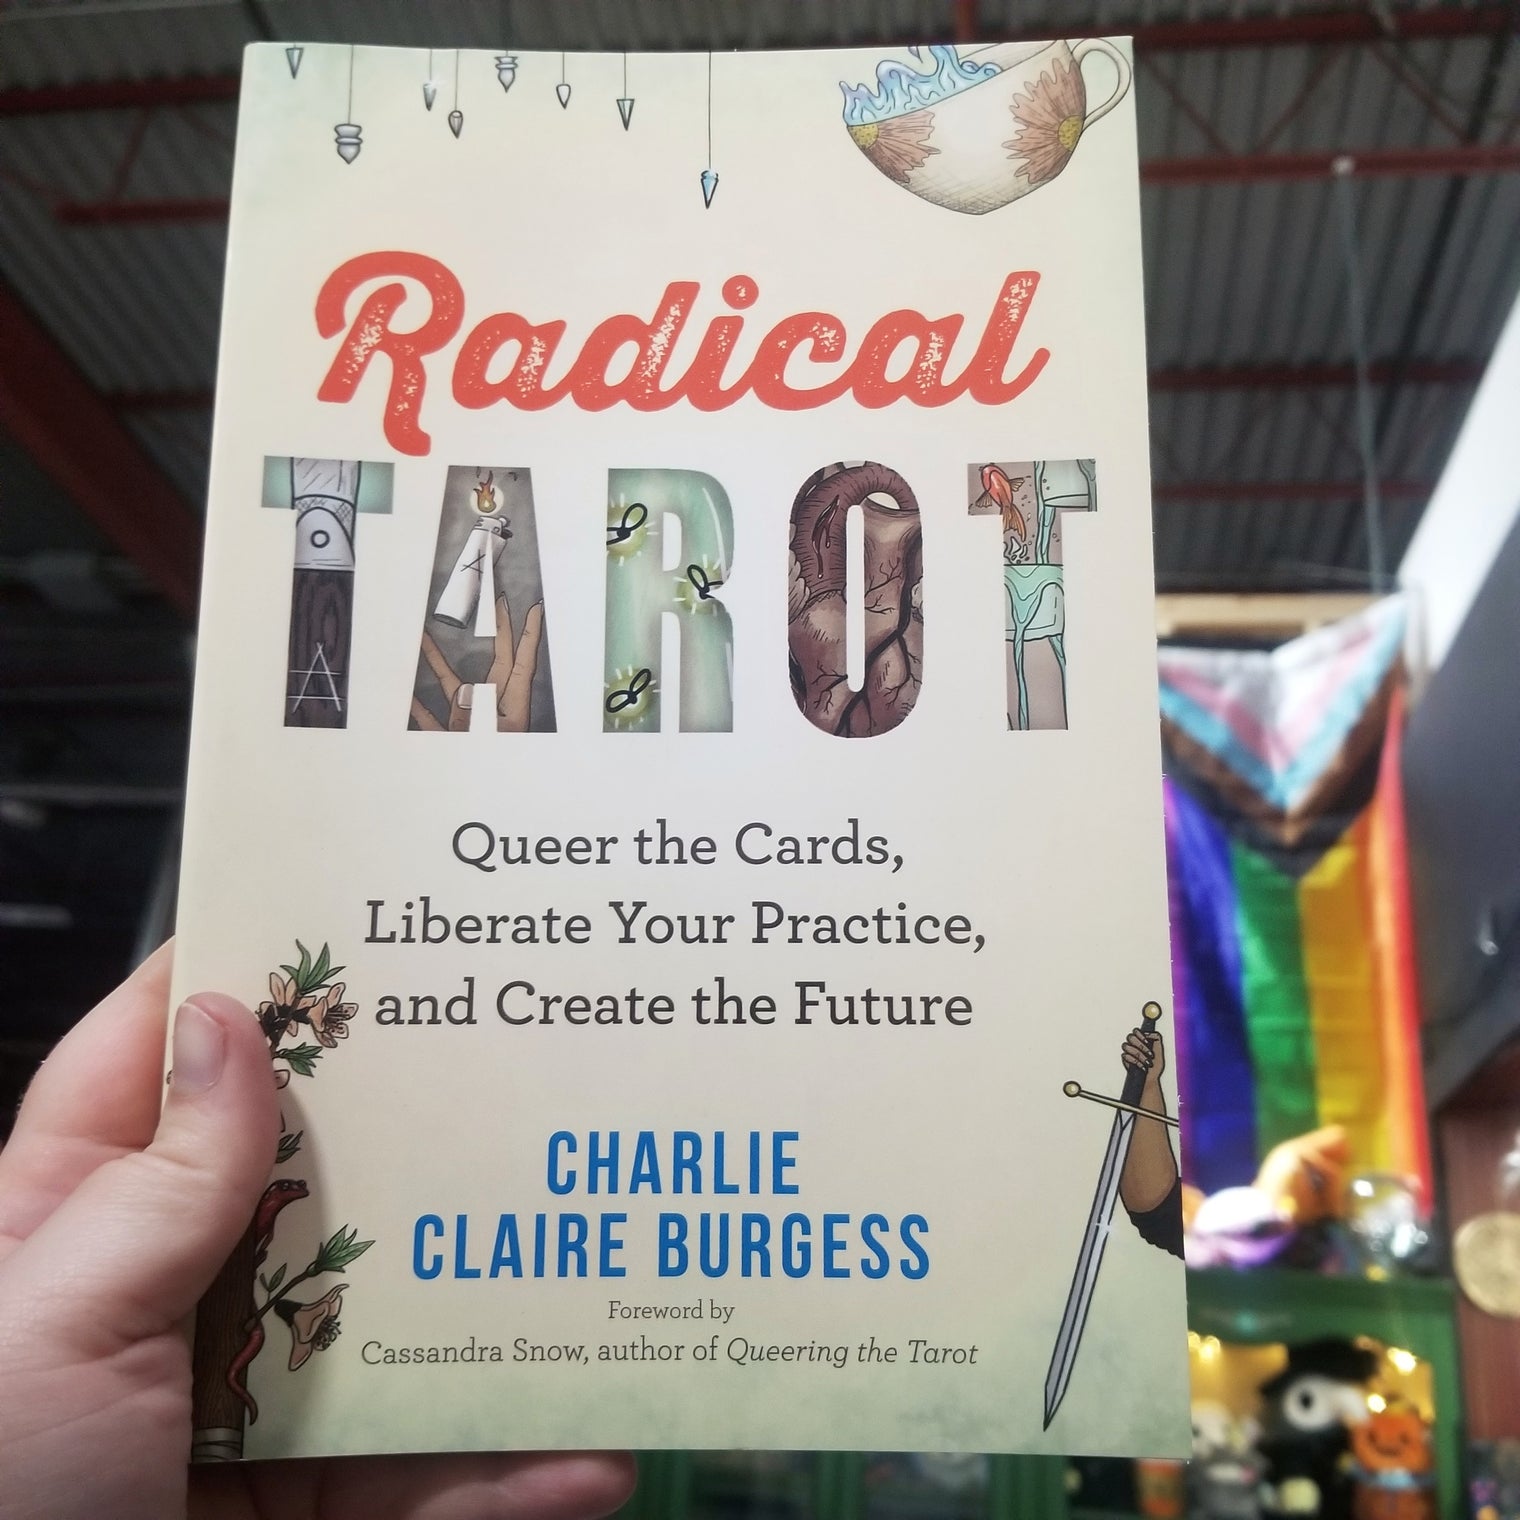 Radical
TAROT
Queer the Cards,
Liberate Your Practice,
and Create the Future
CHARLIE
CLAIRE BURGESS
Foreword by
Cassandra Snow, author of Queering the Tarot